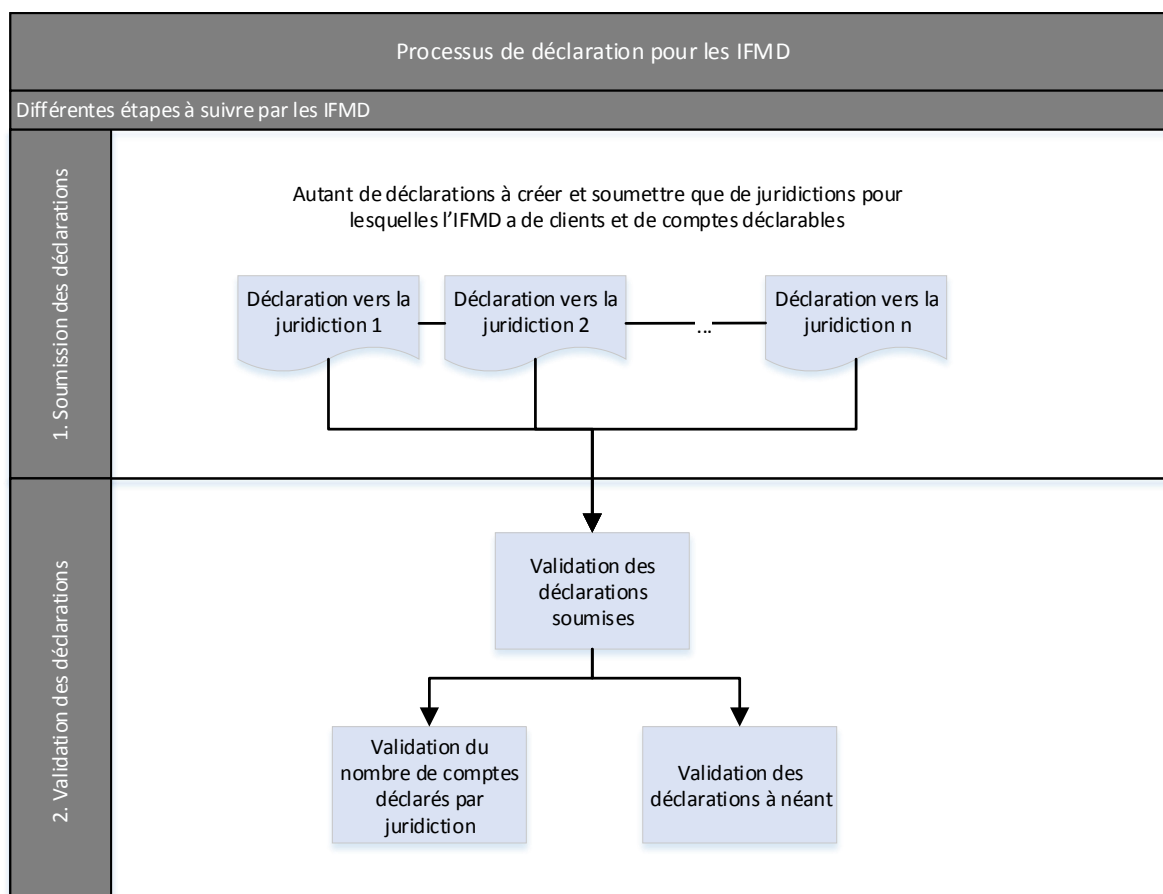 Processus de déclaration pour les IFMD
Différentes étapes à suivre par les IFMD
1. Soumission des déclarations
Autant de déclarations à créer et soumettre que de juridictions pour
lesquelles l’IFMD a de clients et de comptes déclarables
Déclaration vers la
juridiction 1
Déclaration vers la
juridiction 2
...
Déclaration vers la
juridiction n
2. Validation des déclarations
Validation des
déclarations
soumises
Validation du
nombre de comptes
déclarés par
juridiction
Validation des
déclarations à néant